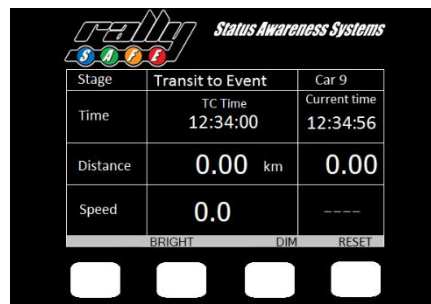 rally Status Awareness Systems
SAFE
Stage Transit to Event Car 9
TC Time Current time
Time 12:34:00 12:34:56
Distance 0.00 km 0.00
Speed 0.0 ----
BRIGHT DIM RESET